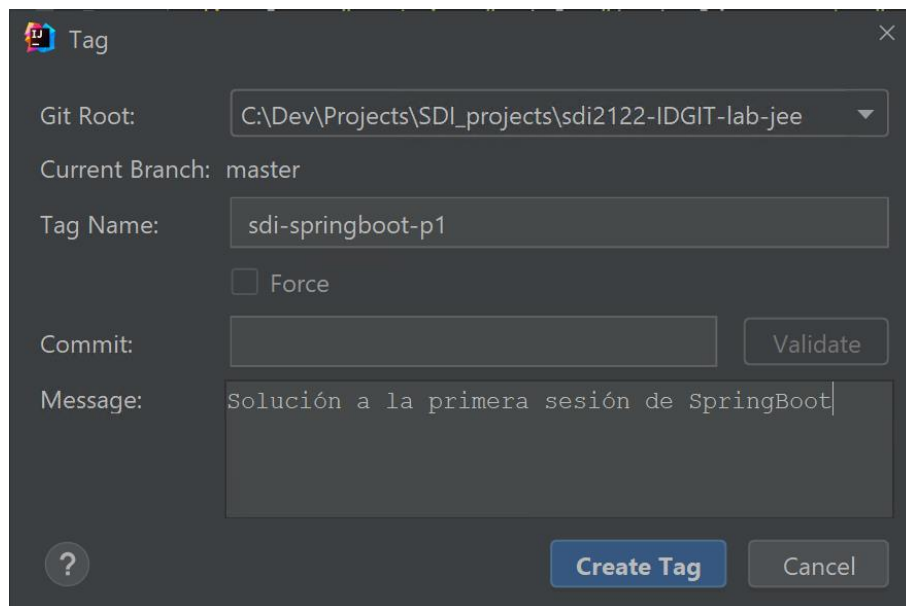 IJ
Tag
Git Root: C:\Dev\Projects\SDI_projects\sdi2122-IDGIT-lab-jee
Current Branch: master
Tag Name: sdi-springboot-p1
Force
Commit: Validate
Message: Solución a la primera sesión de SpringBoot
? Create Tag Cancel